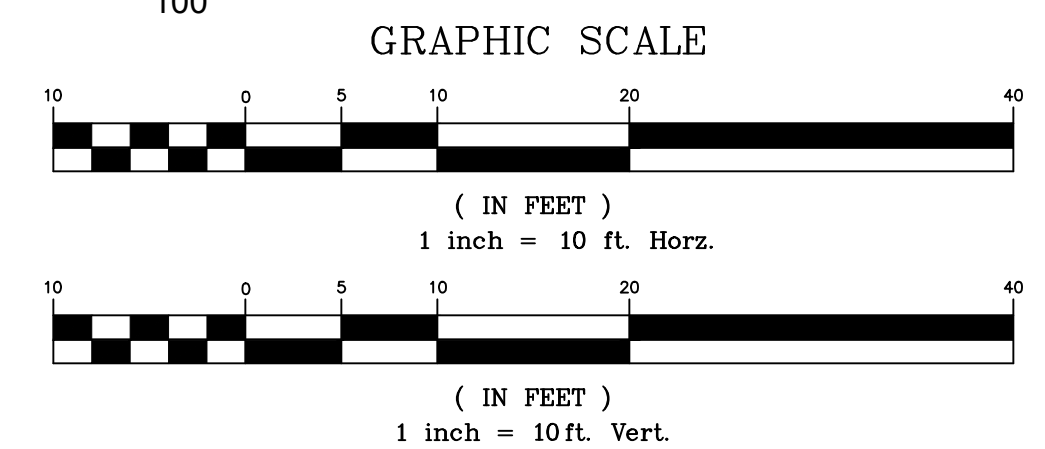 100
GRAPHIC SCALE
10 0 5 10 20 40
( IN FEET )
1 inch = 10 ft. Horz.
10 0 5 10 20 40
( IN FEET )
1 inch = 10 ft. Vert.